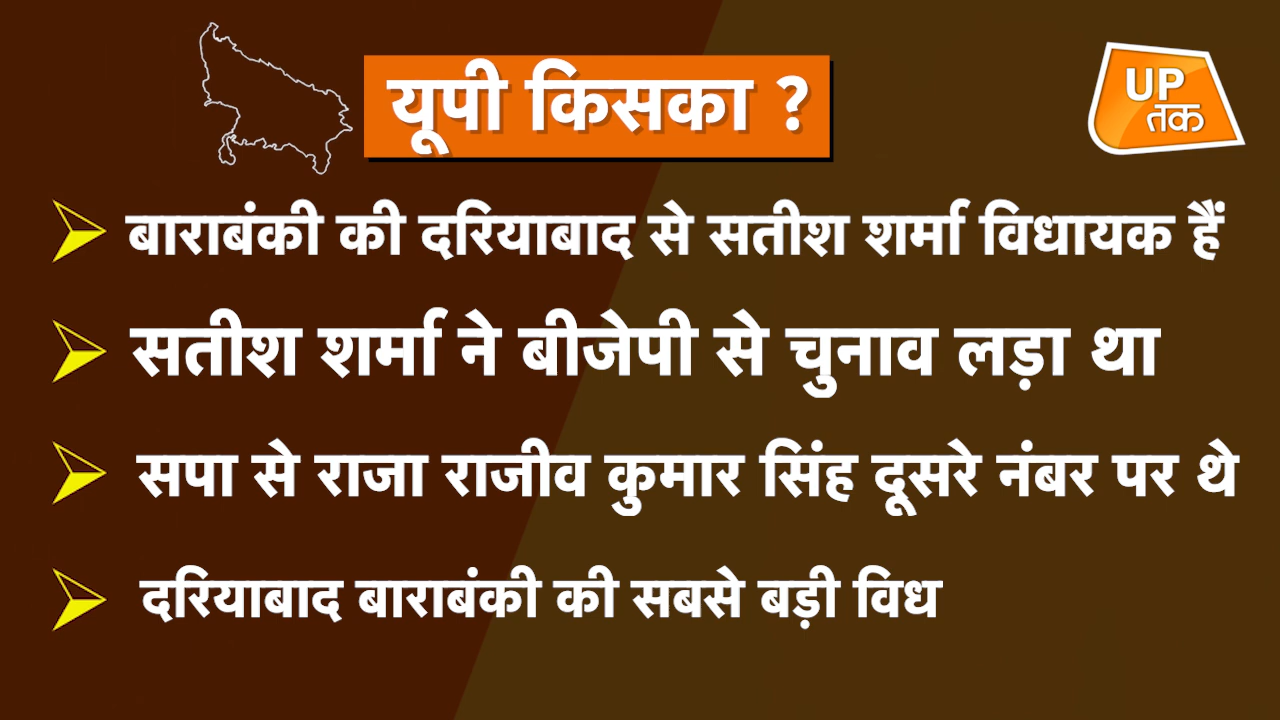 यूपी किसका ?
UP
तक
बाराबंकी की दरियाबाद से सतीश शर्मा विधायक हैं
सतीश शर्मा ने बीजेपी से चुनाव लड़ा था
सपा से राजा राजीव कुमार सिंह दूसरे नंबर पर थे
दरियाबाद बाराबंकी की सबसे बड़ी विध